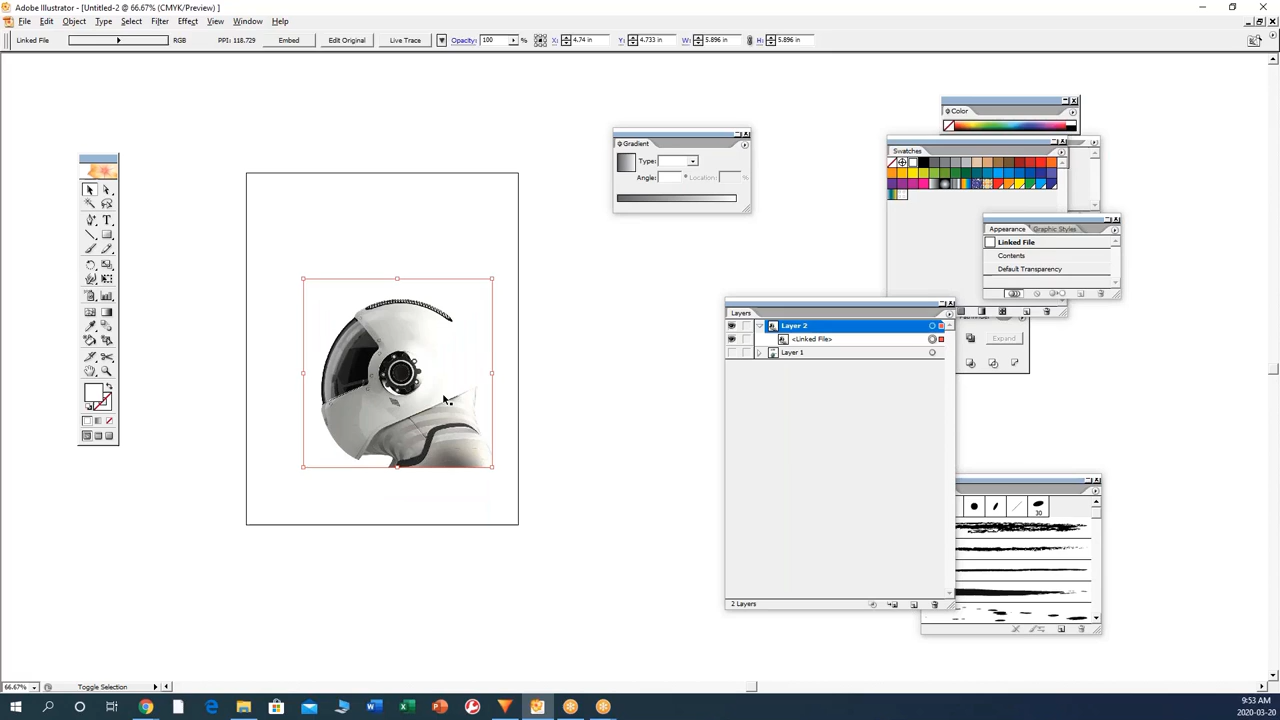 Adobe Illustrator - [Untitled-2 @ 66.67% (CMYK/Preview) ]
File Edit Object Type Select Filter Effect View Window Help
Linked File RGB PPI: 118.729 Embed Edit Original Live Trace Opacity: 100 % X: 4.74 in Y: 4.733 in W: 5.896 in H: 5.896 in
Color
Gradient
Type:
Angle: Location: %
Swatches
Appearance Graphic Styles
Linked File
Contents
Default Transparency
Layers
Layer 2
<Linked File>
Layer 1
Expand
30
2 Layers
66.67% Toggle Selection
9:53 AM
2020-03-20